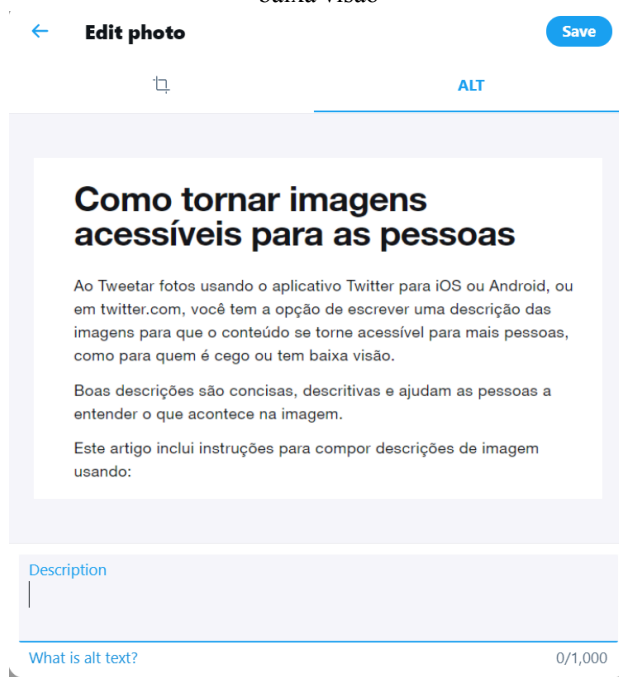 baixa visão
Edit photo
Save
ALT
Como tornar imagens
acessíveis para as pessoas
Ao Tweetar fotos usando o aplicativo Twitter para iOS ou Android, ou
em twitter.com, você tem a opção de escrever uma descrição das
imagens para que o conteúdo se torne acessível para mais pessoas,
como para quem é cego ou tem baixa visão.
Boas descrições são concisas, descritivas e ajudam as pessoas a
entender o que acontece na imagem.
Este artigo inclui instruções para compor descrições de imagem
usando:
Description
What is alt text?
0/1,000